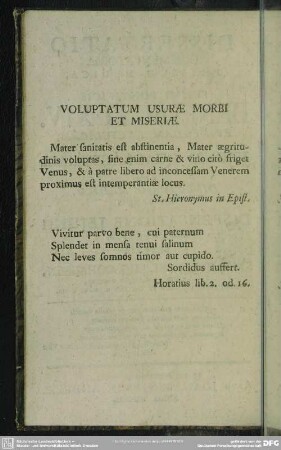 VOLUPTATUM USURÆ MORBI
ET MISERIÆ.
Mater sanitatis est abstinentia, Mater ægritu-
dinis voluptas, sine enim carne & vino citò friget
Venus, & à patre libero ad inconcessam Venerem
proximus est intemperantiæ locus.
St. Hieronymus in Epist.
Vivitur parvo bene, cui paternum
Splendet in mensa tenui salinum
Nec leves somnos timor aut cupido.
Sordidus auffert.
Horatius lib. 2. od. 16.
DFG